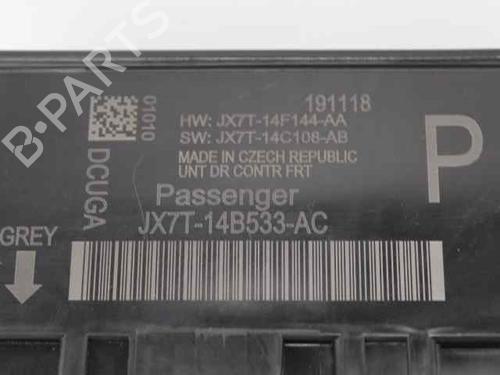 191118
01010
HW: JX7T-14F144-AA
SW: JX7T-14C108-AB
MADE IN CZECH REPUBLIC
UNT DR CONTR FRT
P
DCUGA
Passenger
JX7T-14B533-AC
GREY
B-PARTS